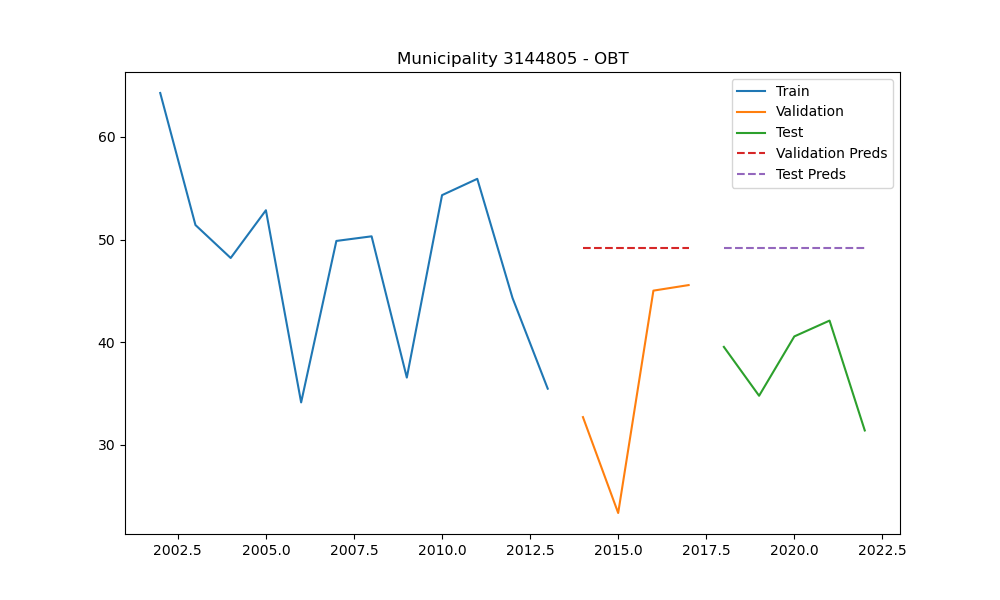 Municipality 3144805 - OBT
Train
Validation
Test
Validation Preds
Test Preds
60
50
40
30
2002.5 2005.0 2007.5 2010.0 2012.5 2015.0 2017.5 2020.0 2022.5